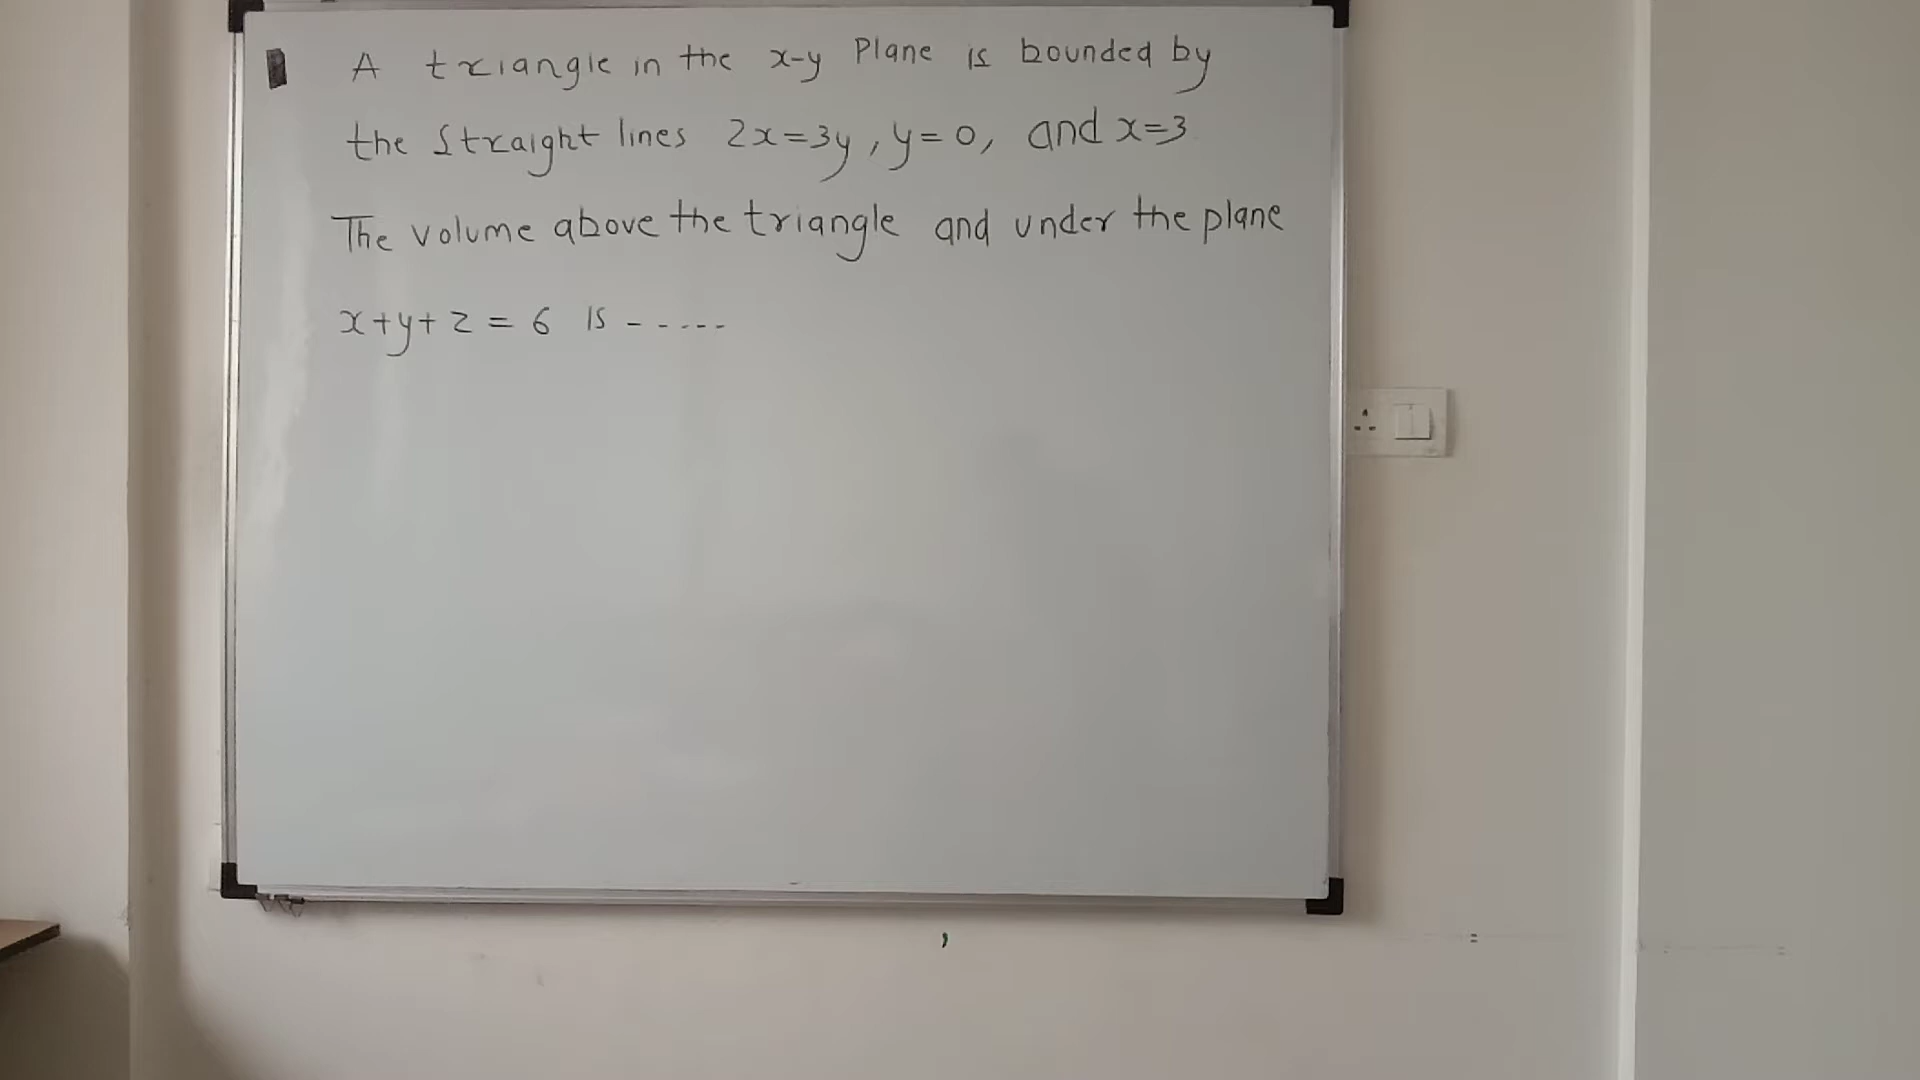 A triangle in the x-y Plane is bounded by
the straight lines 2x=3y, y=0, and x=3
The volume above the triangle and under the plane
x+y+z = 6 is -----